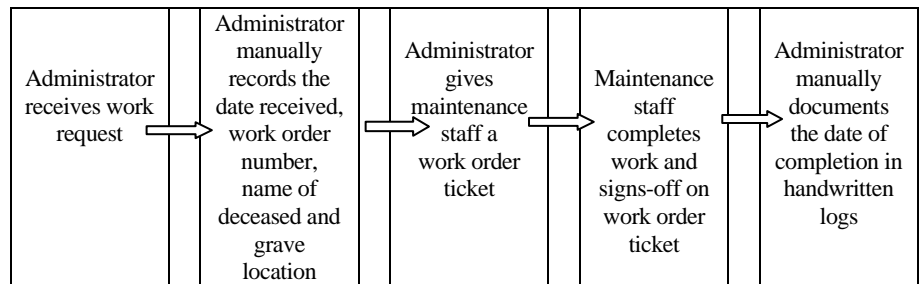 Administrator
receives work
request
Administrator
manually
records the
date received,
work order
number,
name of
deceased and
grave
location
Administrator
gives
maintenance
staff a
work order
ticket
Maintenance
staff
completes
work and
signs-off on
work order
ticket
Administrator
manually
documents
the date of
completion in
handwritten
logs